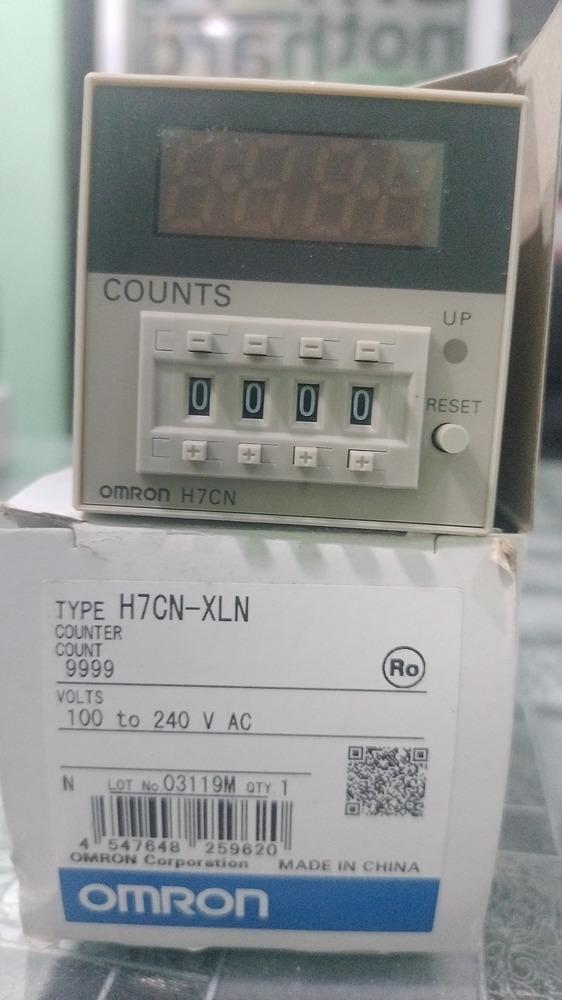 COUNTS
UP
- - - -
0 0 0 0
RESET
+ + + +
OMRON H7CN
TYPE H7CN-XLN
COUNTER
COUNT
9999
Ro
VOLTS
100 to 240 V AC
N LOT No. 03119M QTY. 1
4 547648 259620
OMRON Corporation MADE IN CHINA
OMRON